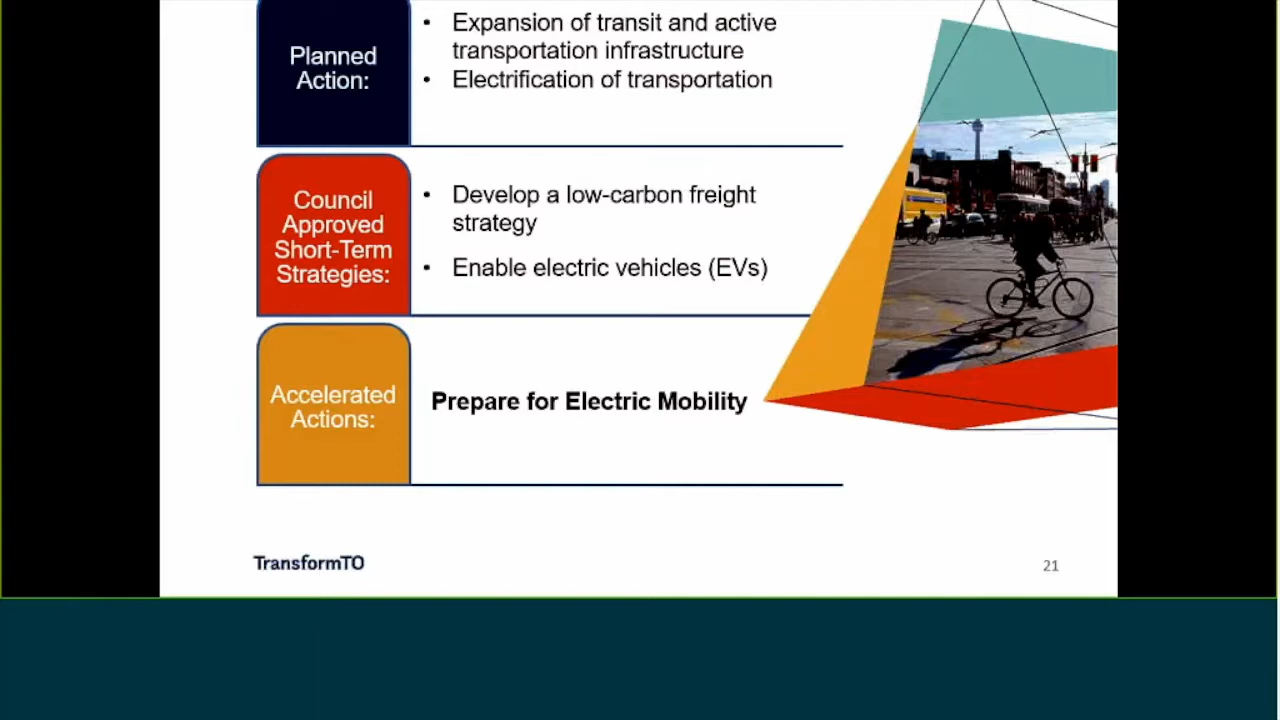 Planned
Action:
• Expansion of transit and active
transportation infrastructure
• Electrification of transportation
Council
Approved
Short-Term
Strategies:
• Develop a low-carbon freight
strategy
• Enable electric vehicles (EVs)
Accelerated
Actions:
Prepare for Electric Mobility
TransformTO
21